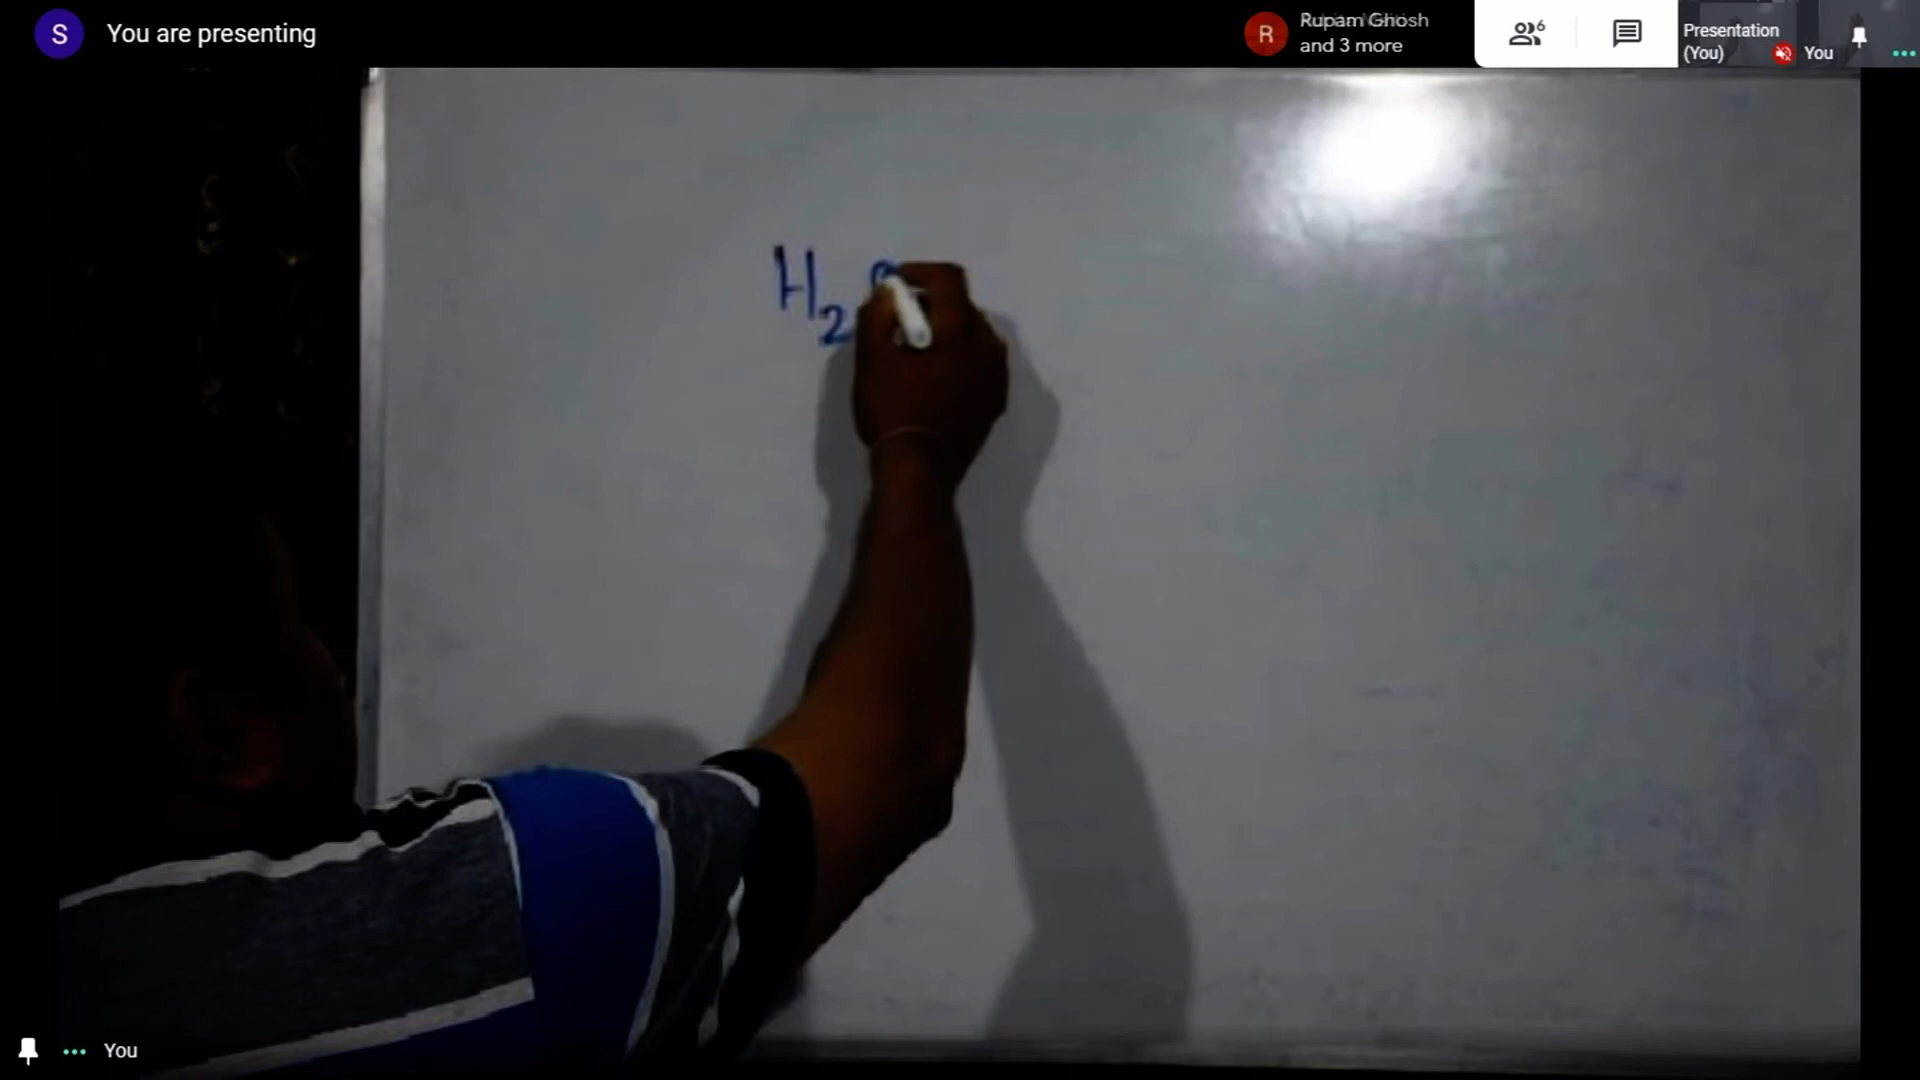 S You are presenting
R Rupam Ghosh
and 3 more
6
Presentation
(You)
You
H₂
You